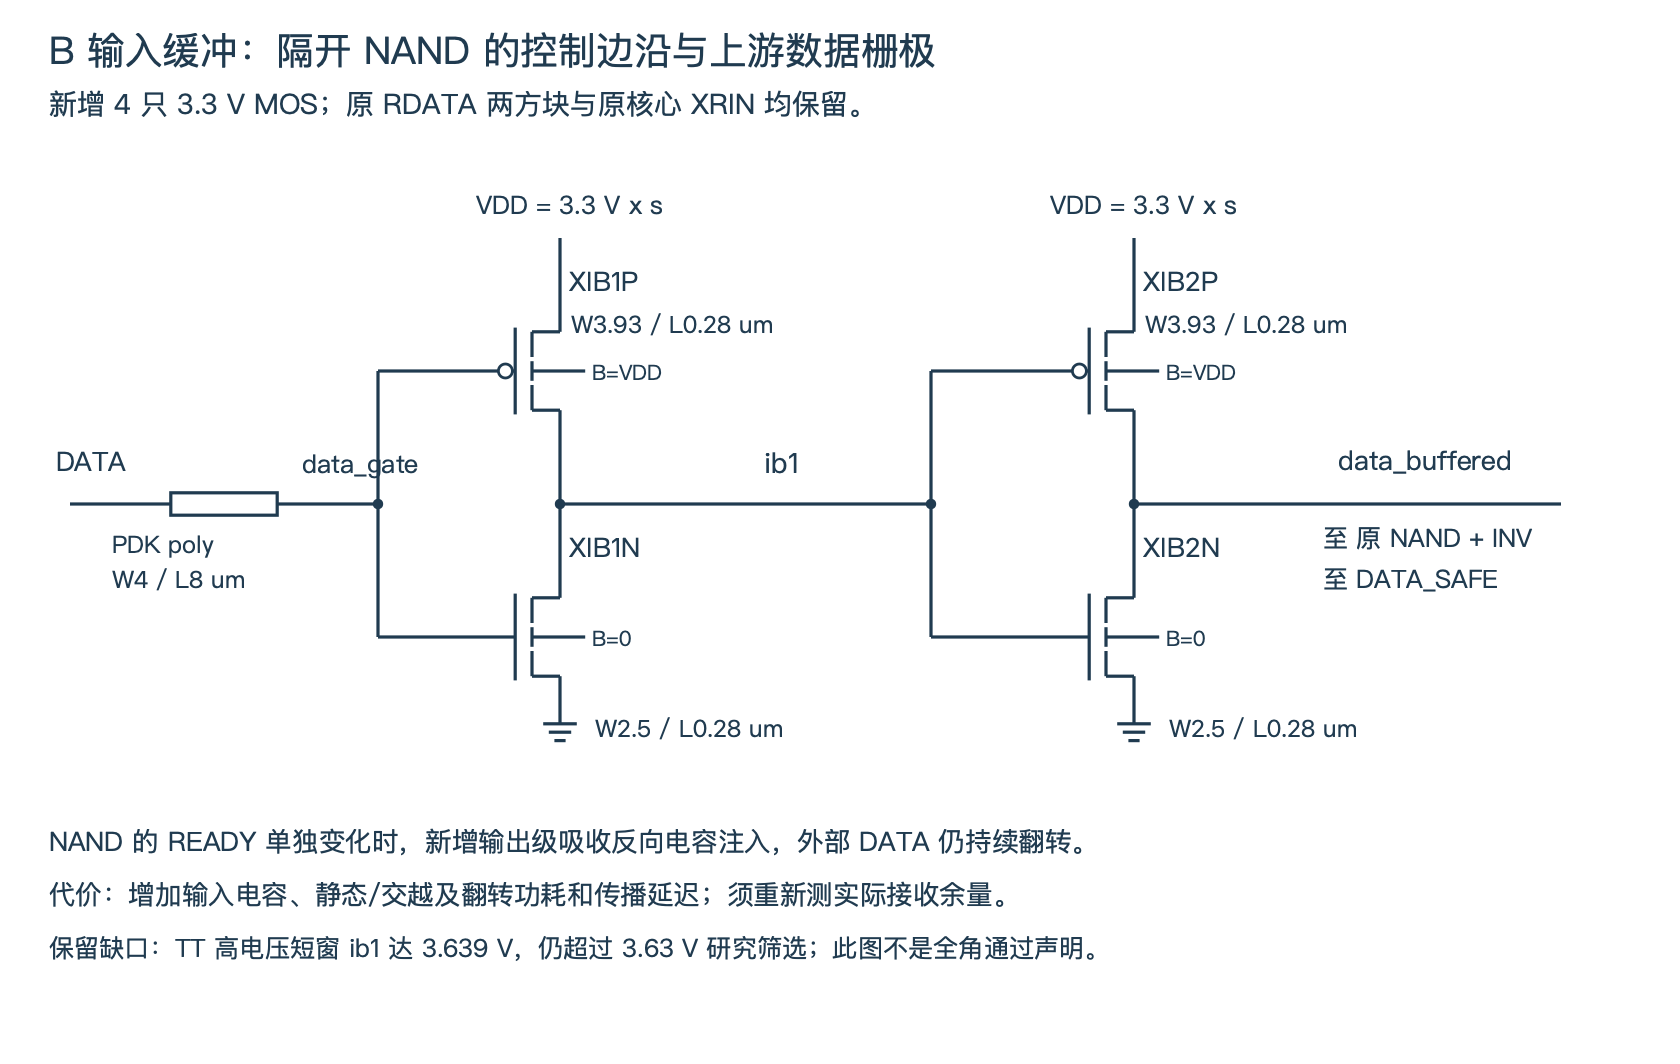 B 输入缓冲：隔开 NAND 的控制边沿与上游数据栅极
新增 4 只 3.3 V MOS；原 RDATA 两方块与原核心 XRIN 均保留。
VDD = 3.3 V x s
VDD = 3.3 V x s
XIB1P
XIB2P
W3.93 / L0.28 um
W3.93 / L0.28 um
B=VDD
B=VDD
DATA
data_gate
ib1
data_buffered
PDK poly
W4 / L8 um
XIB1N
XIB2N
至 原 NAND + INV
至 DATA_SAFE
B=0
B=0
W2.5 / L0.28 um
W2.5 / L0.28 um
NAND 的 READY 单独变化时，新增输出级吸收反向电容注入，外部 DATA 仍持续翻转。
代价：增加输入电容、静态/交越及翻转功耗和传播延迟；须重新测实际接收余量。
保留缺口：TT 高电压短窗 ib1 达 3.639 V，仍超过 3.63 V 研究筛选；此图不是全角通过声明。